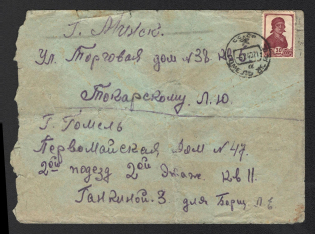 г. Минск.
ул. Торговая дом №38 кв
Токарскому. Л.Ю.
г. Гомель
Первомайская дом №47.
2ой подезд 2ой этаж. кв 11
Ганкиной. З для Борщ Л.Е